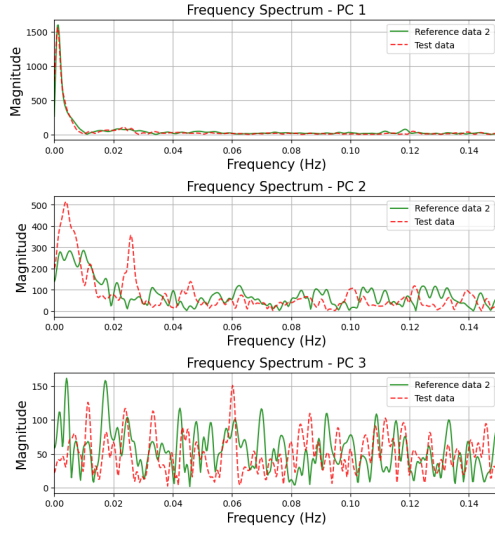 Frequency Spectrum - PC 1
Magnitude
1500
1000
500
0
Reference data 2
Test data
0.00 0.02 0.04 0.06 0.08 0.10 0.12 0.14
Frequency (Hz)
Frequency Spectrum - PC 2
Magnitude
500
400
300
200
100
0
Reference data 2
Test data
0.00 0.02 0.04 0.06 0.08 0.10 0.12 0.14
Frequency (Hz)
Frequency Spectrum - PC 3
Magnitude
150
100
50
0
Reference data 2
Test data
0.00 0.02 0.04 0.06 0.08 0.10 0.12 0.14
Frequency (Hz)